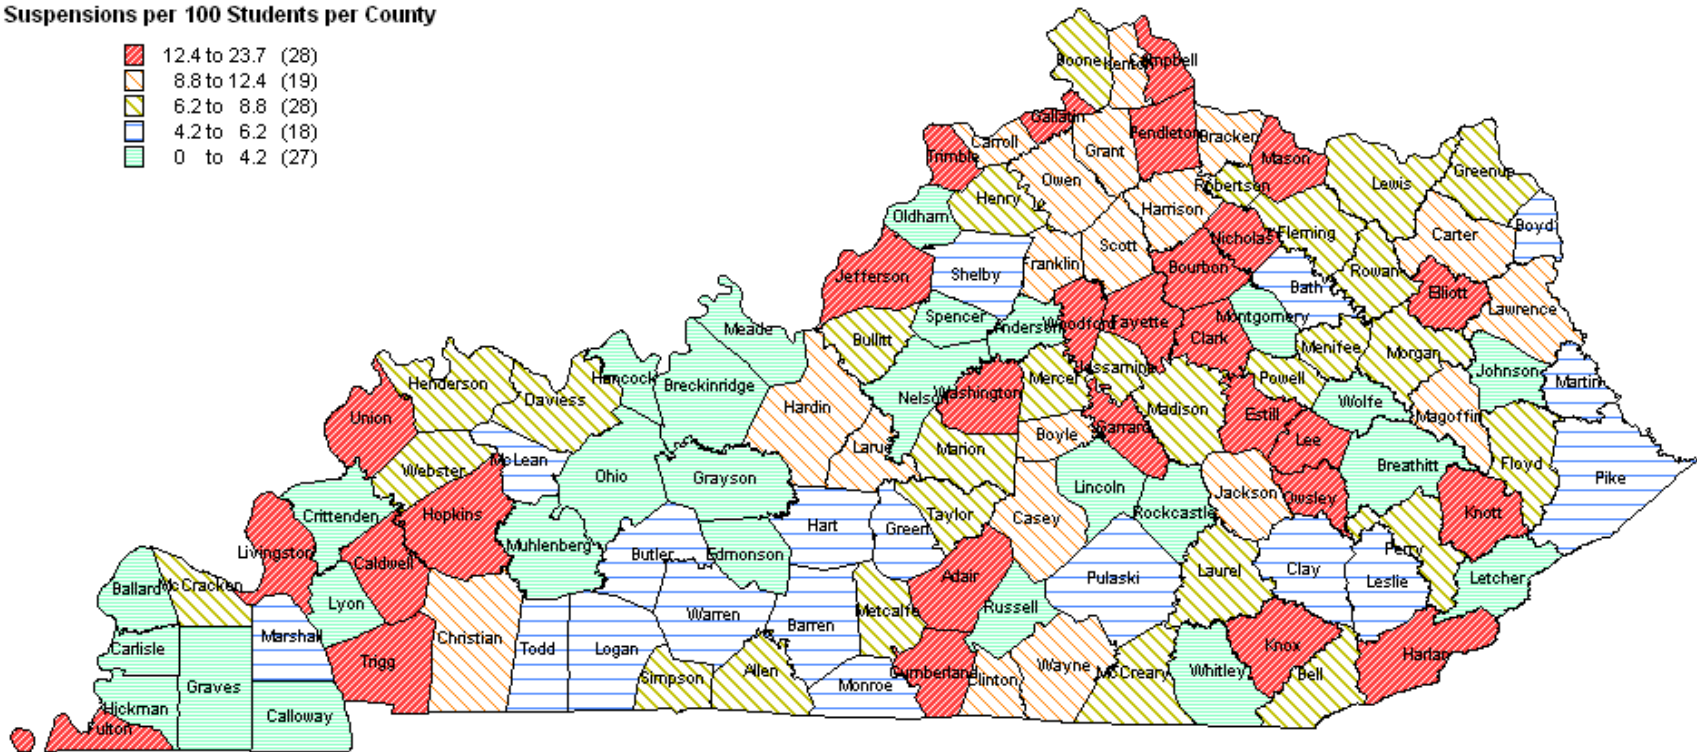 Suspensions per 100 Students per County
12.4 to 23.7 (28)
8.8 to 12.4 (19)
6.2 to 8.8 (28)
4.2 to 6.2 (18)
0 to 4.2 (27)
Boone
Kenton
Campbell
Gallatin
Carroll
Grant
Pendleton
Bracken
Mason
Trimble
Owen
Robertson
Lewis
Greenup
Henry
Harrison
Oldham
Nicholas
Fleming
Carter
Boyd
Scott
Franklin
Shelby
Jefferson
Bourbon
Rowan
Bath
Elliott
Lawrence
Meade
Spencer
Anderson
Woodford
Fayette
Montgomery
Clark
Bullitt
Menifee
Morgan
Johnson
Martin
Henderson
Hancock
Breckinridge
Daviess
Nelson
Washington
Mercer
Jessamine
Powell
Wolfe
Magoffin
Union
Hardin
Madison
Estill
Garrard
Boyle
Lee
Larue
Marion
Webster
McLean
Ohio
Grayson
Breathitt
Floyd
Pike
Lincoln
Jackson
Owsley
Rockcastle
Crittenden
Hopkins
Hart
Green
Taylor
Casey
Knott
Livingston
Muhlenberg
Butler
Edmonson
Perry
Caldwell
Ballard
McCracken
Adair
Pulaski
Laurel
Clay
Leslie
Letcher
Lyon
Warren
Metcalfe
Russell
Marshall
Christian
Barren
Carlisle
Todd
Logan
Knox
Harlan
Trigg
Simpson
Allen
Monroe
Cumberland
Clinton
Wayne
McCreary
Whitley
Bell
Graves
Hickman
Calloway
Fulton